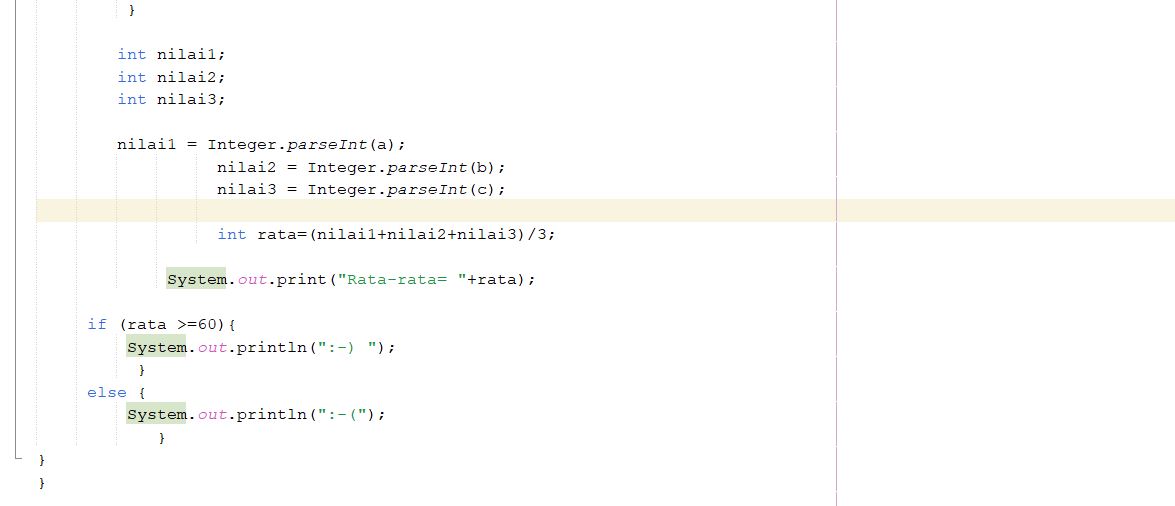 }
int nilai1;
int nilai2;
int nilai3;
nilai1 = Integer.parseInt(a);
nilai2 = Integer.parseInt(b);
nilai3 = Integer.parseInt(c);
int rata=(nilai1+nilai2+nilai3)/3;
System.out.print("Rata-rata= "+rata);
if (rata >=60){
System.out.println(":-) ");
}
else {
System.out.println(":-(");
}
}
}